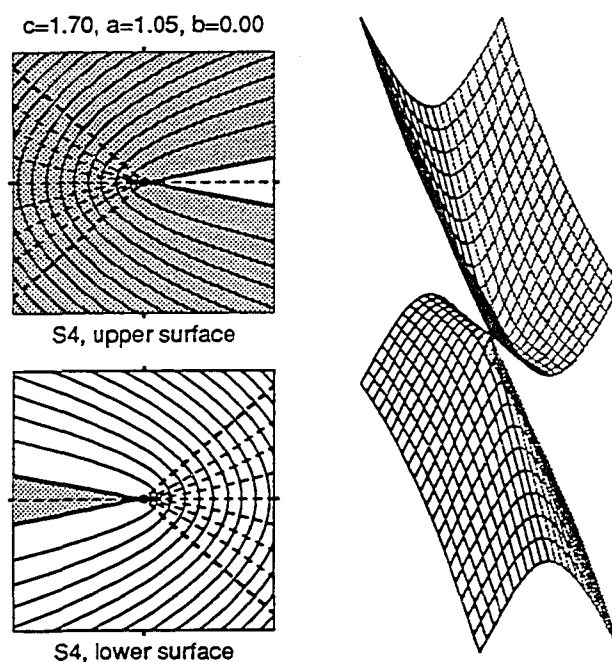 c=1.70, a=1.05, b=0.00
S4, upper surface
S4, lower surface